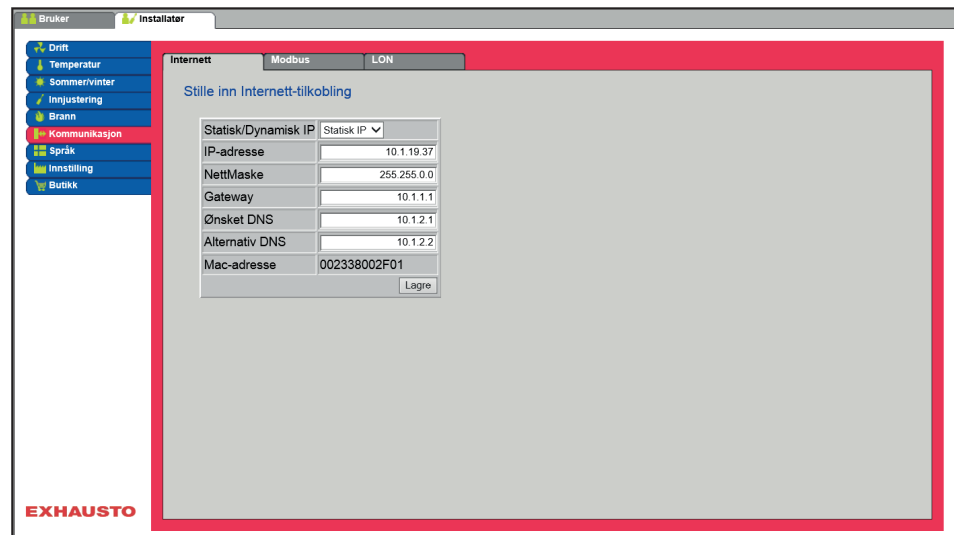 Bruker Installatør
Drift
Temperatur
Sommer/vinter
Innjustering
Brann
Kommunikasjon
Språk
Innstilling
Butikk
Internett Modbus LON
Stille inn Internett-tilkobling
Statisk/Dynamisk IP Statisk IP
IP-adresse 10.1.19.37
NettMaske 255.255.0.0
Gateway 10.1.1.1
Ønsket DNS 10.1.2.1
Alternativ DNS 10.1.2.2
Mac-adresse 002338002F01
Lagre
EXHAUSTO